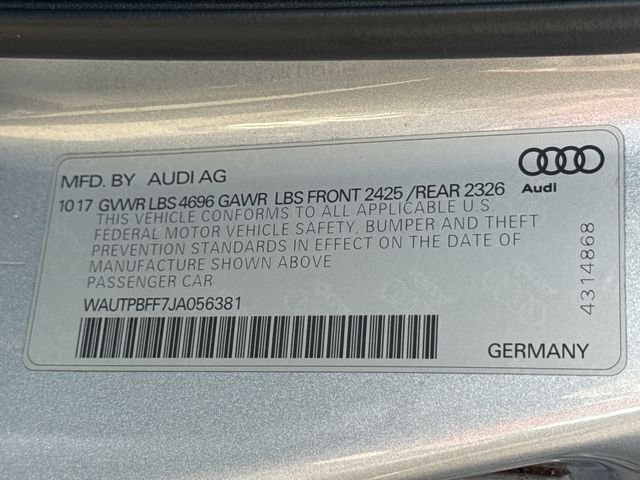 MFD. BY AUDI AG
10 17 GVWR LBS 4696 GAWR LBS FRONT 2425 /REAR 2326
THIS VEHICLE CONFORMS TO ALL APPLICABLE U.S.
FEDERAL MOTOR VEHICLE SAFETY, BUMPER AND THEFT
PREVENTION STANDARDS IN EFFECT ON THE DATE OF
MANUFACTURE SHOWN ABOVE
PASSENGER CAR
WAUTPBFF7JA056381
GERMANY
Audi
4314868